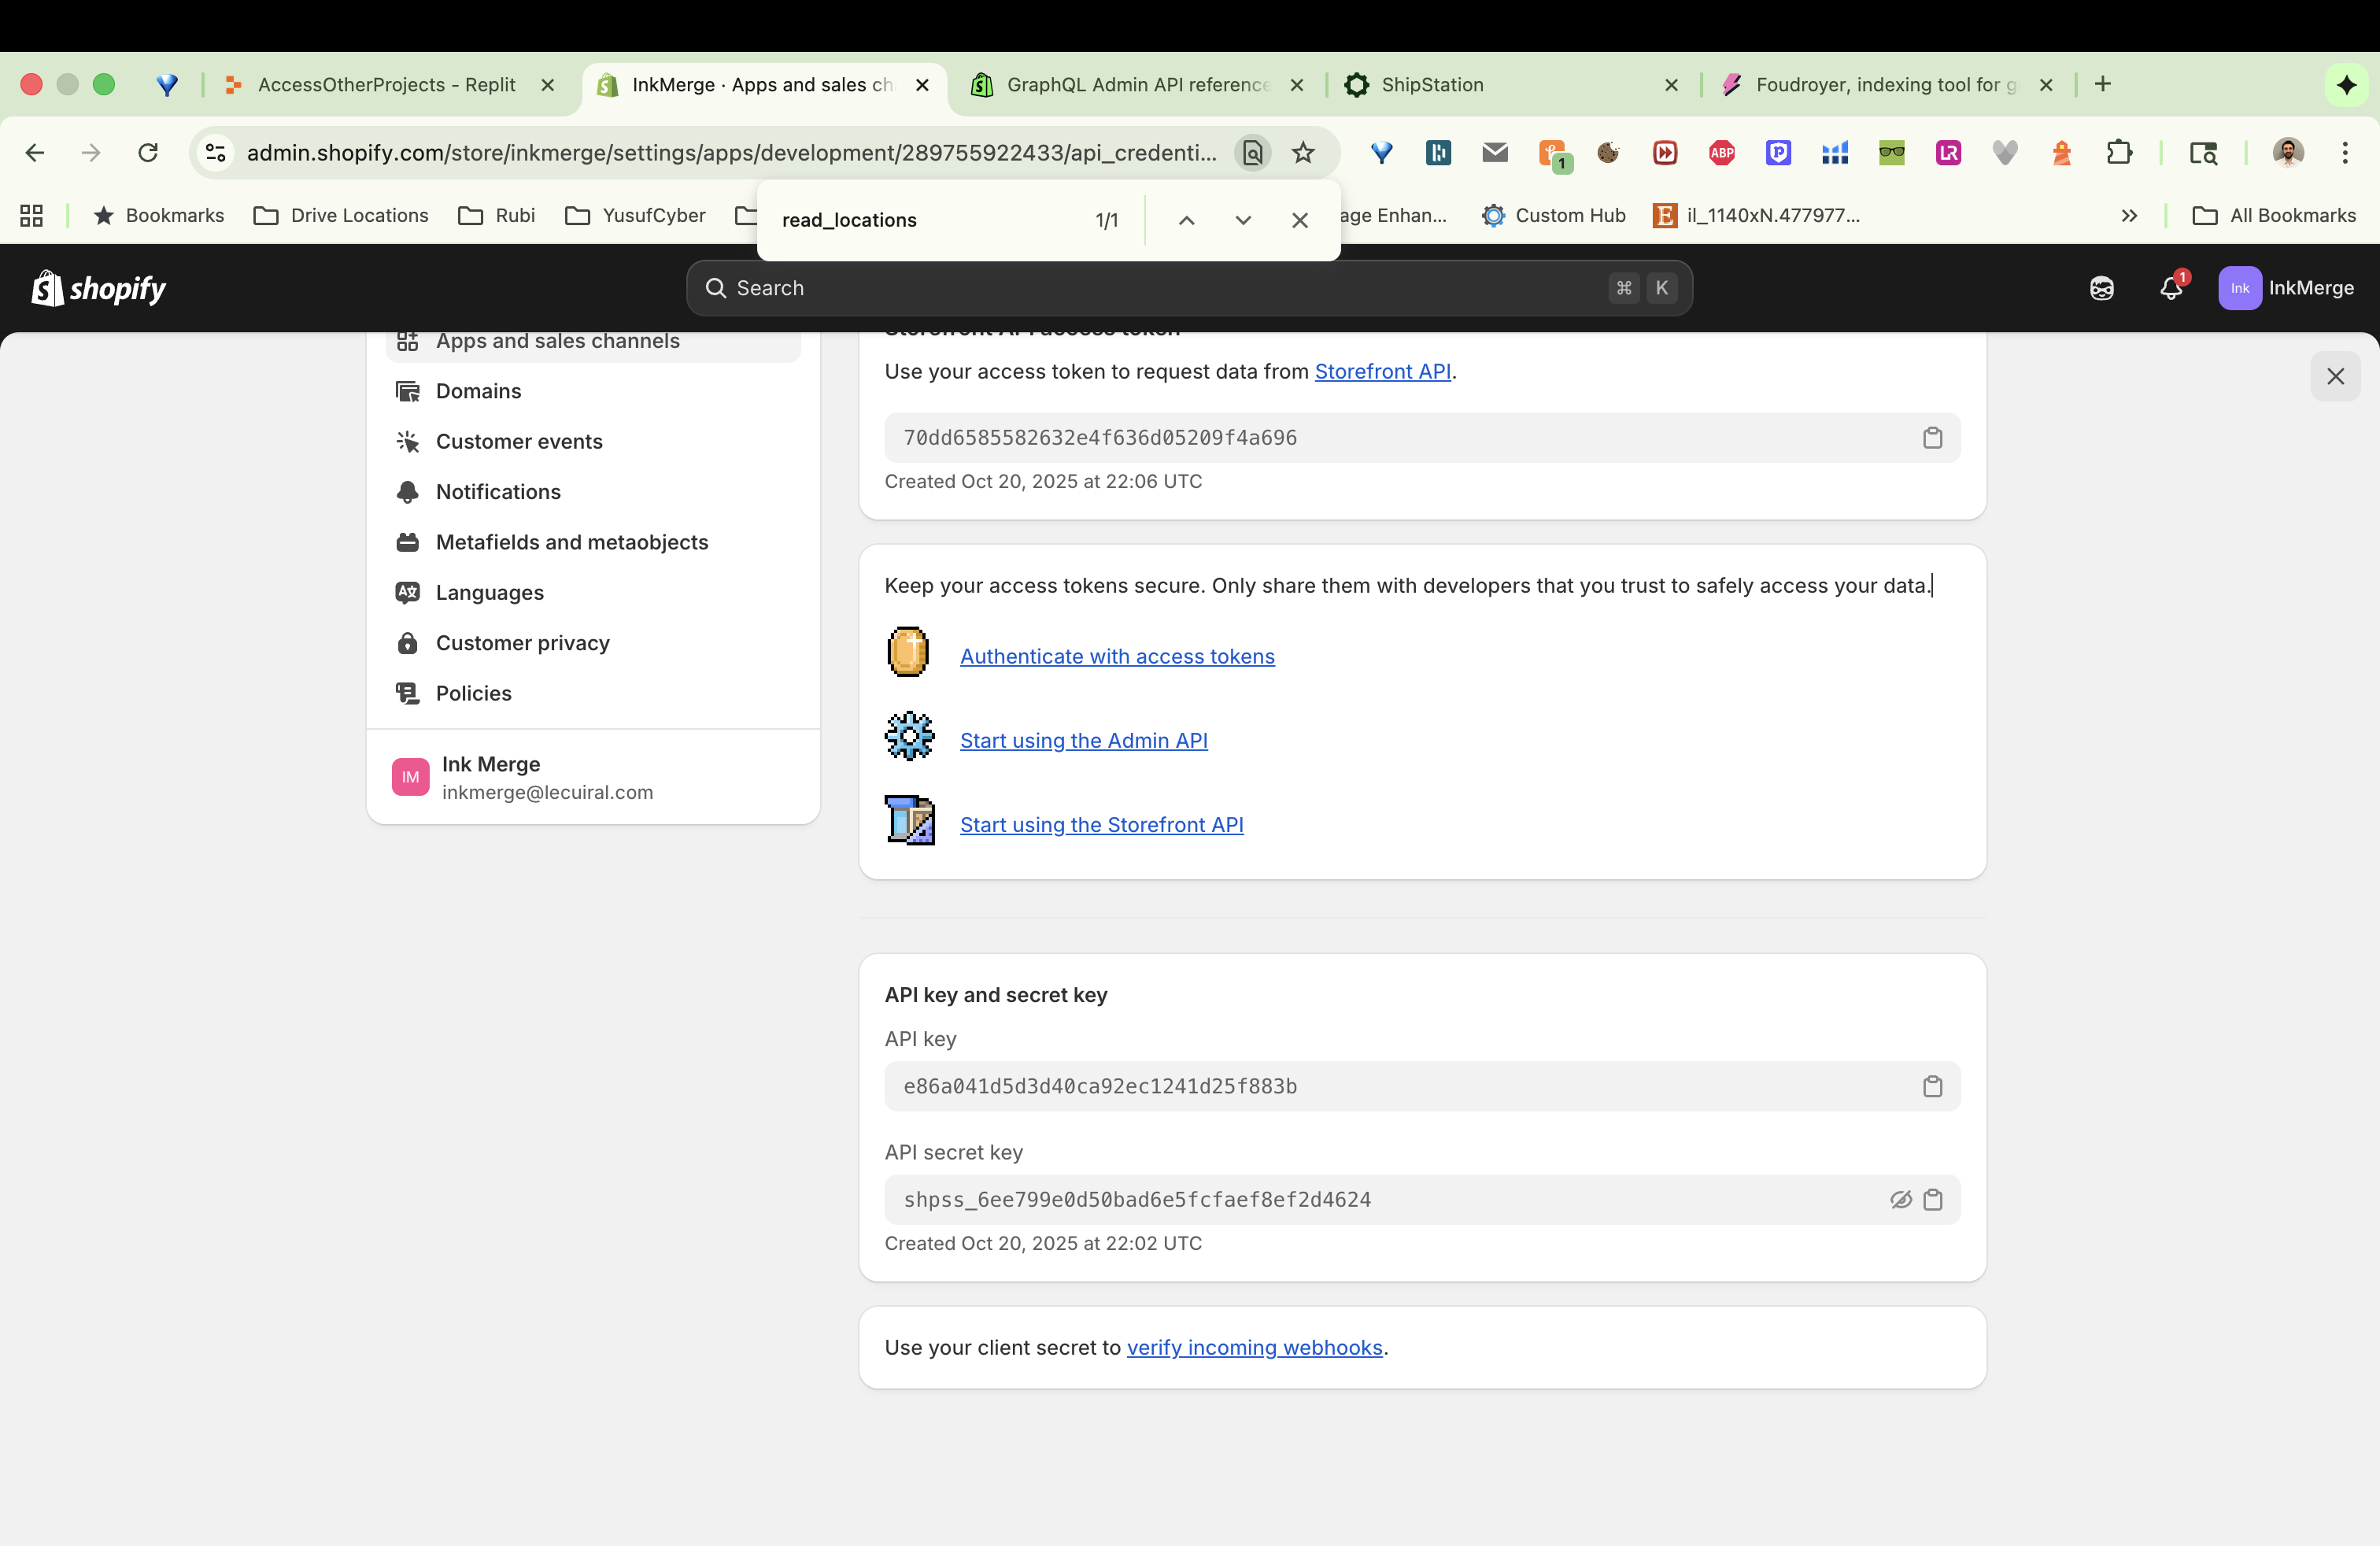 AccessOtherProjects - Replit
InkMerge · Apps and sales ch
GraphQL Admin API reference
ShipStation
Foudroyer, indexing tool for g
admin.shopify.com/store/inkmerge/settings/apps/development/289755922433/api_credenti...
1
ABP
LR
Bookmarks
Drive Locations
Rubi
YusufCyber
read_locations
1/1
age Enhan...
Custom Hub
il_1140xN.477977...
All Bookmarks
shopify
Search
⌘ K
1
Ink
InkMerge
Apps and sales channels
Domains
Customer events
Notifications
Metafields and metaobjects
Languages
Customer privacy
Policies
IM
Ink Merge
inkmerge@lecuiral.com
Storefront API access token
Use your access token to request data from Storefront API.
70dd6585582632e4f636d05209f4a696
Created Oct 20, 2025 at 22:06 UTC
Keep your access tokens secure. Only share them with developers that you trust to safely access your data.
Authenticate with access tokens
Start using the Admin API
Start using the Storefront API
API key and secret key
API key
e86a041d5d3d40ca92ec1241d25f883b
API secret key
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
Created Oct 20, 2025 at 22:02 UTC
Use your client secret to verify incoming webhooks.